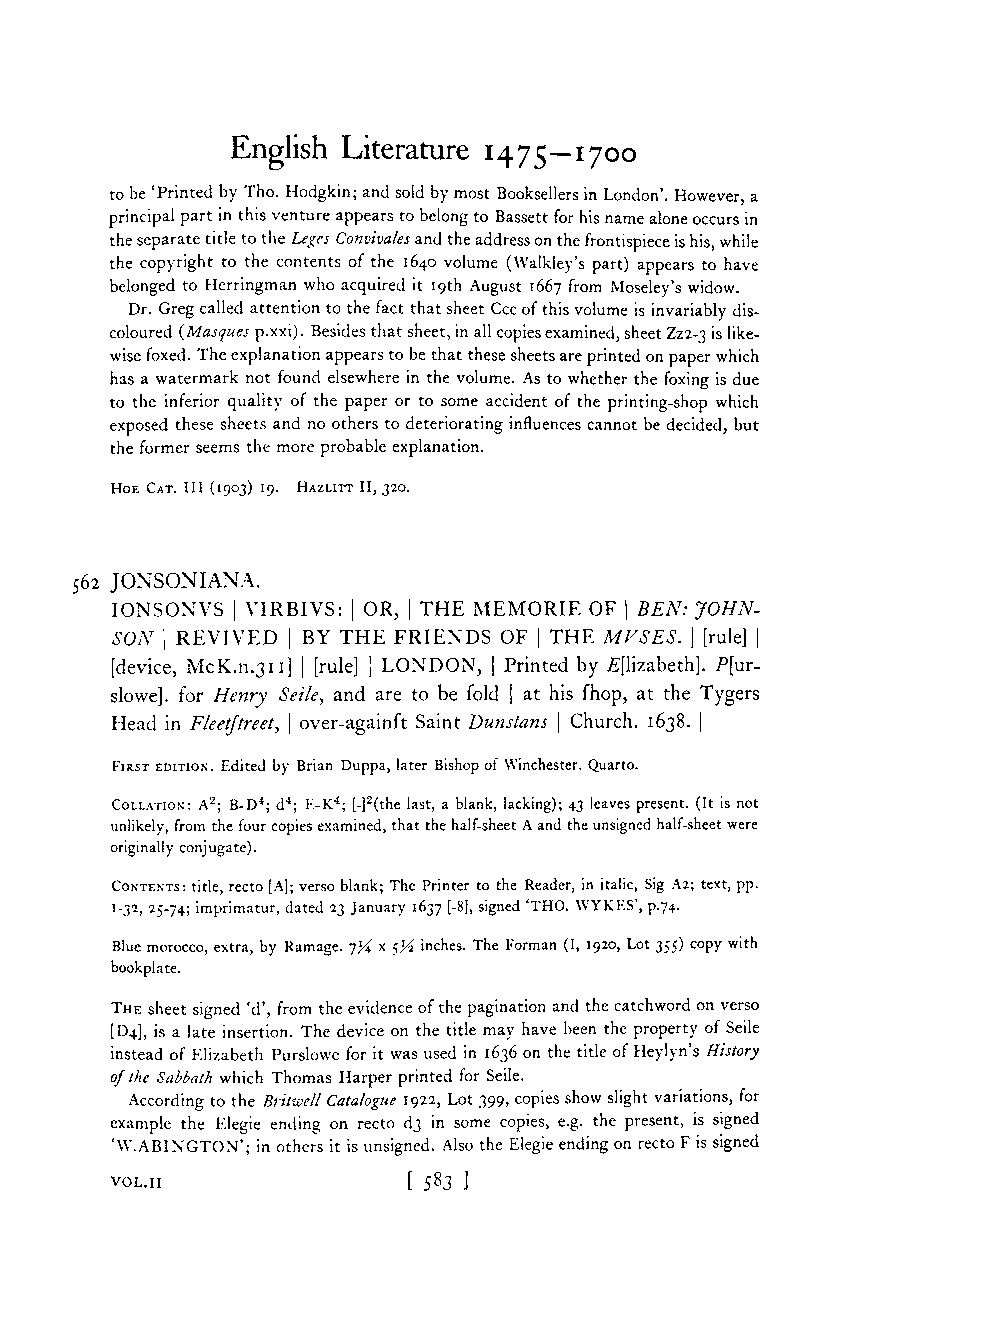 English Literature 1475–1700
to be 'Printed by Tho. Hodgkin; and sold by most Booksellers in London'. However, a
principal part in this venture appears to belong to Bassett for his name alone occurs in
the separate title to the Leges Convivales and the address on the frontispiece is his, while
the copyright to the contents of the 1640 volume (Walkley's part) appears to have
belonged to Herringman who acquired it 19th August 1667 from Moseley's widow.
Dr. Greg called attention to the fact that sheet Ccc of this volume is invariably dis-
coloured (Masques p.xxi). Besides that sheet, in all copies examined, sheet Zz2-3 is like-
wise foxed. The explanation appears to be that these sheets are printed on paper which
has a watermark not found elsewhere in the volume. As to whether the foxing is due
to the inferior quality of the paper or to some accident of the printing-shop which
exposed these sheets and no others to deteriorating influences cannot be decided, but
the former seems the more probable explanation.
HOE CAT. III (1903) 19. HAZLITT II, 320.
562 JONSONIANA.
IONSONVS | VIRBIVS: | OR, | THE MEMORIE OF | BEN: JOHN-
SON | REVIVED | BY THE FRIENDS OF | THE MVSES. | [rule] |
[device, McK.n.311] | [rule] | LONDON, | Printed by E[lizabeth]. P[ur-
slowe]. for Henry Seile, and are to be ſold | at his ſhop, at the Tygers
Head in Fleetſtreet, | over-againſt Saint Dunstans | Church. 1638. |
FIRST EDITION. Edited by Brian Duppa, later Bishop of Winchester. Quarto.
COLLATION: A²; B-D⁴; d⁴; E-K⁴; [-]²(the last, a blank, lacking); 43 leaves present. (It is not
unlikely, from the four copies examined, that the half-sheet A and the unsigned half-sheet were
originally conjugate).
CONTENTS: title, recto [A]; verso blank; The Printer to the Reader, in italic, Sig A2; text, pp.
1-32, 25-74; imprimatur, dated 23 January 1637 [-8], signed 'THO. WYKES', p.74.
Blue morocco, extra, by Ramage. 7¼ x 5½ inches. The Forman (I, 1920, Lot 355) copy with
bookplate.
THE sheet signed 'd', from the evidence of the pagination and the catchword on verso
[D4], is a late insertion. The device on the title may have been the property of Seile
instead of Elizabeth Purslowe for it was used in 1636 on the title of Heylyn's History
of the Sabbath which Thomas Harper printed for Seile.
According to the Britwell Catalogue 1922, Lot 399, copies show slight variations, for
example the Elegie ending on recto d3 in some copies, e.g. the present, is signed
'W.ABINGTON'; in others it is unsigned. Also the Elegie ending on recto F is signed
VOL.II [ 583 ]